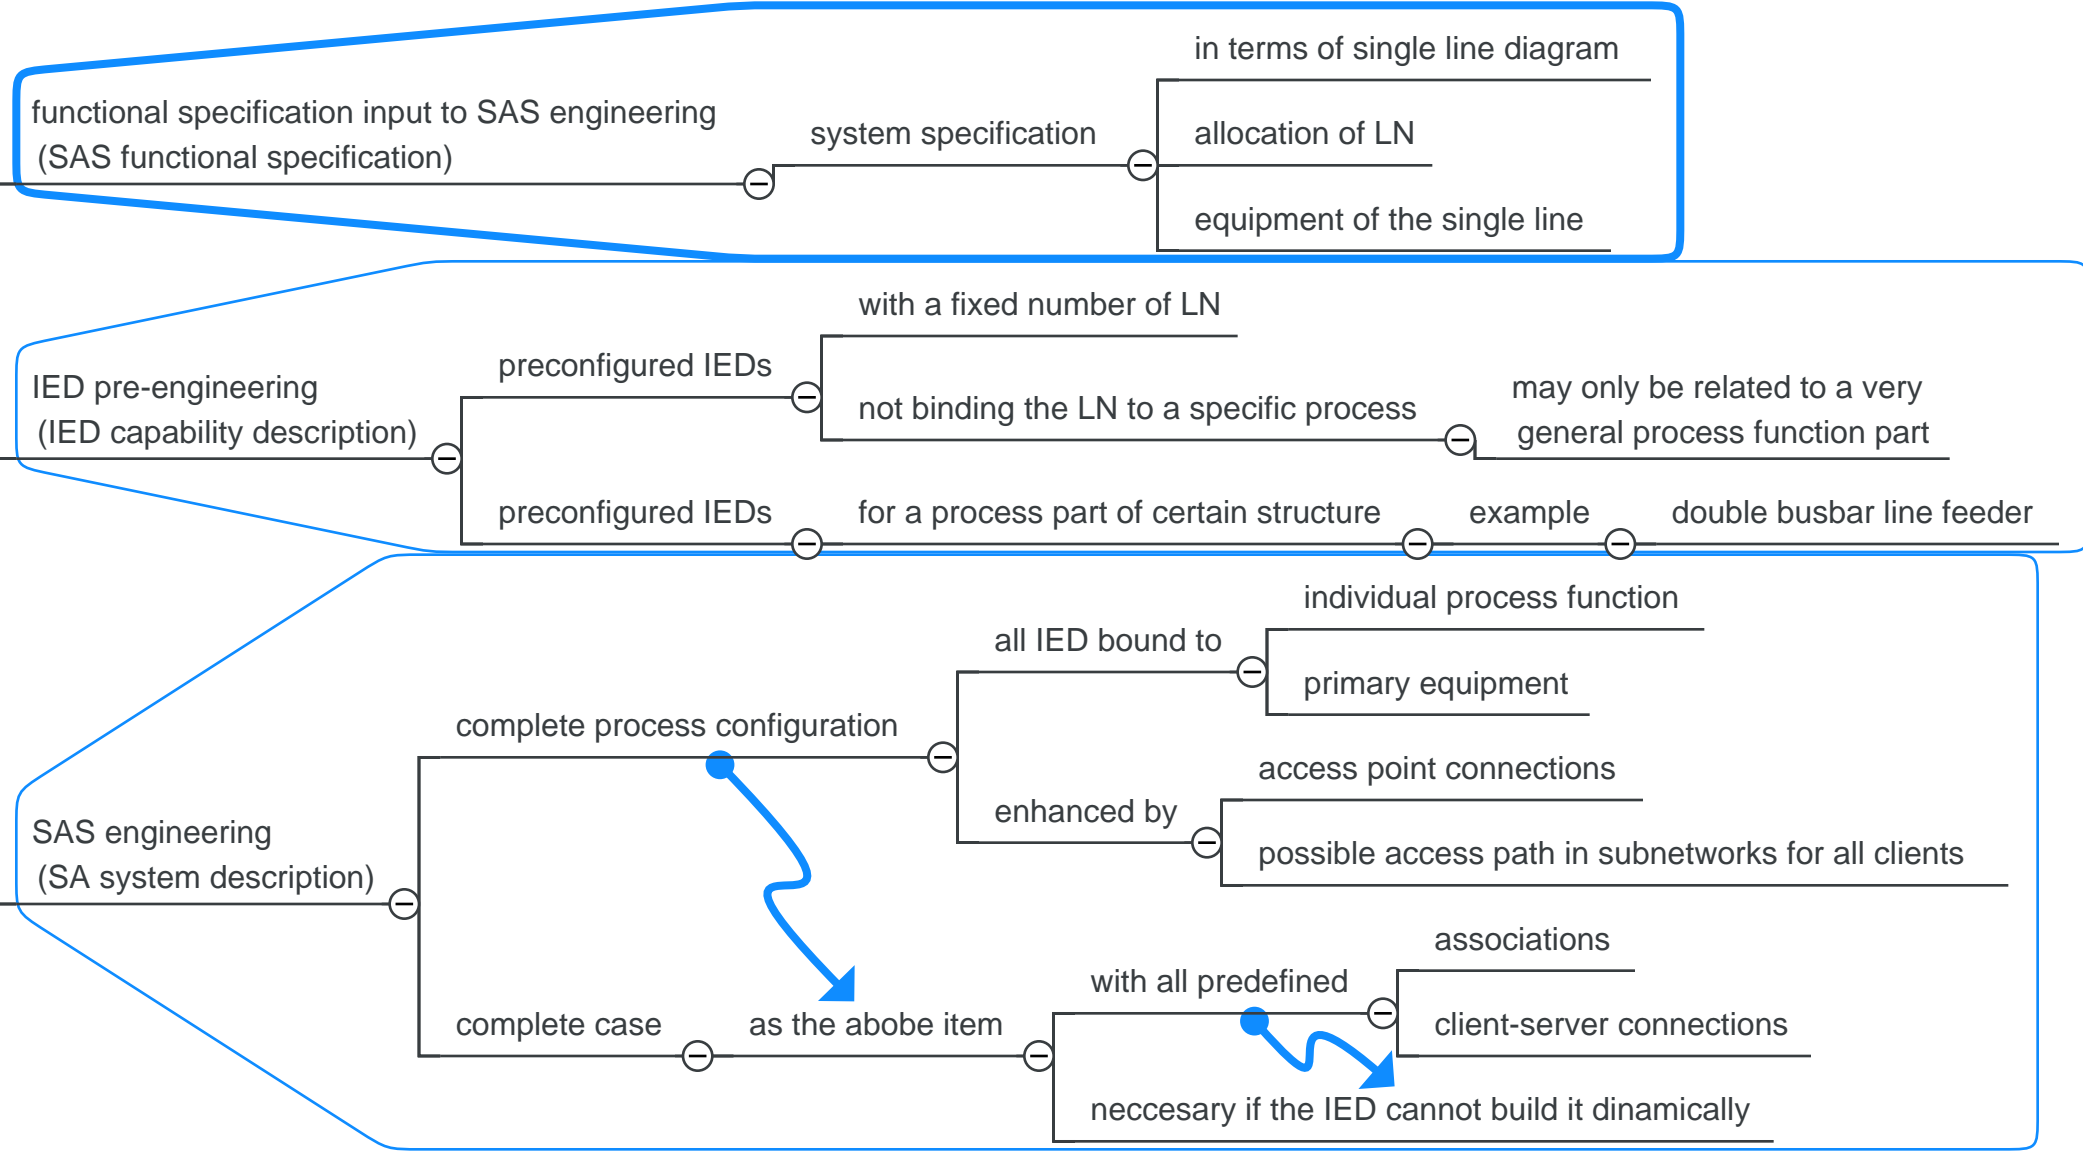 in terms of single line diagram
functional specification input to SAS engineering
(SAS functional specification)
system specification
allocation of LN
equipment of the single line
with a fixed number of LN
preconfigured IEDs
IED pre-engineering
(IED capability description)
not binding the LN to a specific process
may only be related to a very
general process function part
preconfigured IEDs
for a process part of certain structure
example
double busbar line feeder
individual process function
all IED bound to
primary equipment
complete process configuration
access point connections
enhanced by
possible access path in subnetworks for all clients
SAS engineering
(SA system description)
associations
with all predefined
client-server connections
complete case
as the abobe item
neccesary if the IED cannot build it dinamically